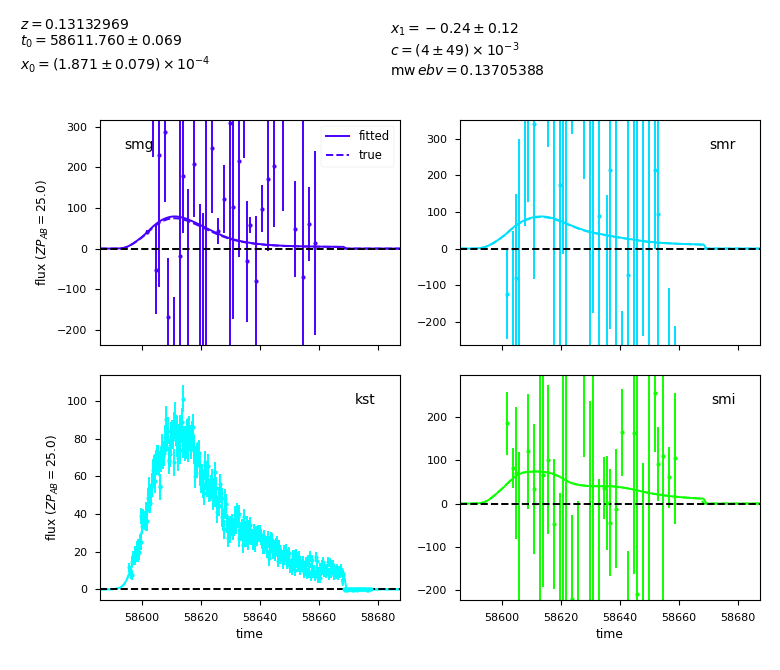 z = 0.13132969
t₀ = 58611.760 ± 0.069
x₀ = (1.871 ± 0.079) × 10⁻⁴
x₁ = −0.24 ± 0.12
c = (4 ± 49) × 10⁻³
mw ebv = 0.13705388
300
200
100
0
−100
−200
flux (ZP_AB = 25.0)
smg
fitted
true
300
200
100
0
−100
−200
smr
100
80
60
40
20
0
flux (ZP_AB = 25.0)
kst
58600 58620 58640 58660 58680
time
200
100
0
−100
−200
smi
58600 58620 58640 58660 58680
time